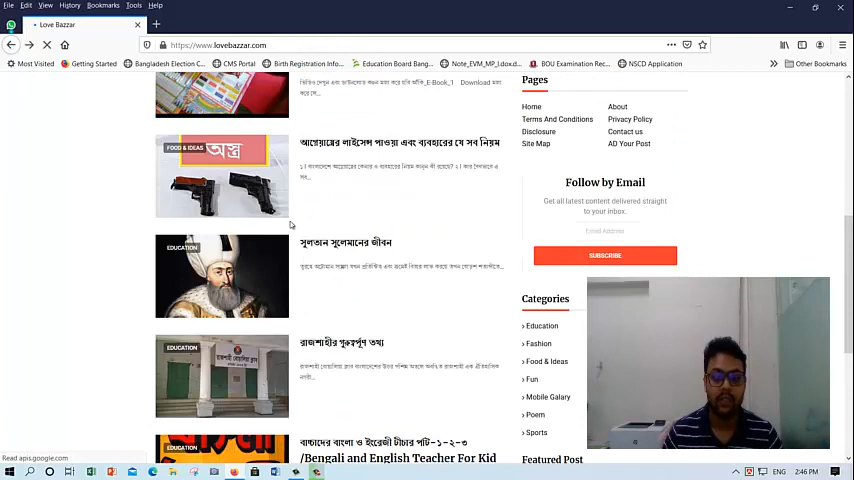 File Edit View History Bookmarks Tools Help
Love Bazzar
https://www.lovebazzar.com
Most Visited Getting Started Bangladesh Election C... CMS Portal Birth Registration Info... Education Board Bang... Note_EVM_MP_l.dox.d... BOU Examination Rec... NSCD Application Other Bookmarks
Download
FOOD & IDEAS
অস্ত্র
আগ্নেয়াস্ত্রের লাইসেন্স পাওয়া এবং ব্যবহারের যে সব নিয়ম
EDUCATION
সুলতান সুলেমানের জীবন
EDUCATION
রাজশাহী বোয়ালিয়া ক্লাব
রাজশাহীর গুরুত্বপূর্ণ তথ্য
EDUCATION
বাচ্চাদের বাংলা ও ইংরেজী টীচার পার্ট-১-২-৩
/Bengali and English Teacher For Kid
Pages
Home About
Terms And Conditions Privacy Policy
Disclosure Contact us
Site Map AD Your Post
Follow by Email
Get all latest content delivered straight
to your inbox.
Email Address
SUBSCRIBE
Categories
Education
Fashion
Food & Ideas
Fun
Mobile Galary
Poem
Sports
Featured Post
Read apis.google.com
ENG 2:46 PM